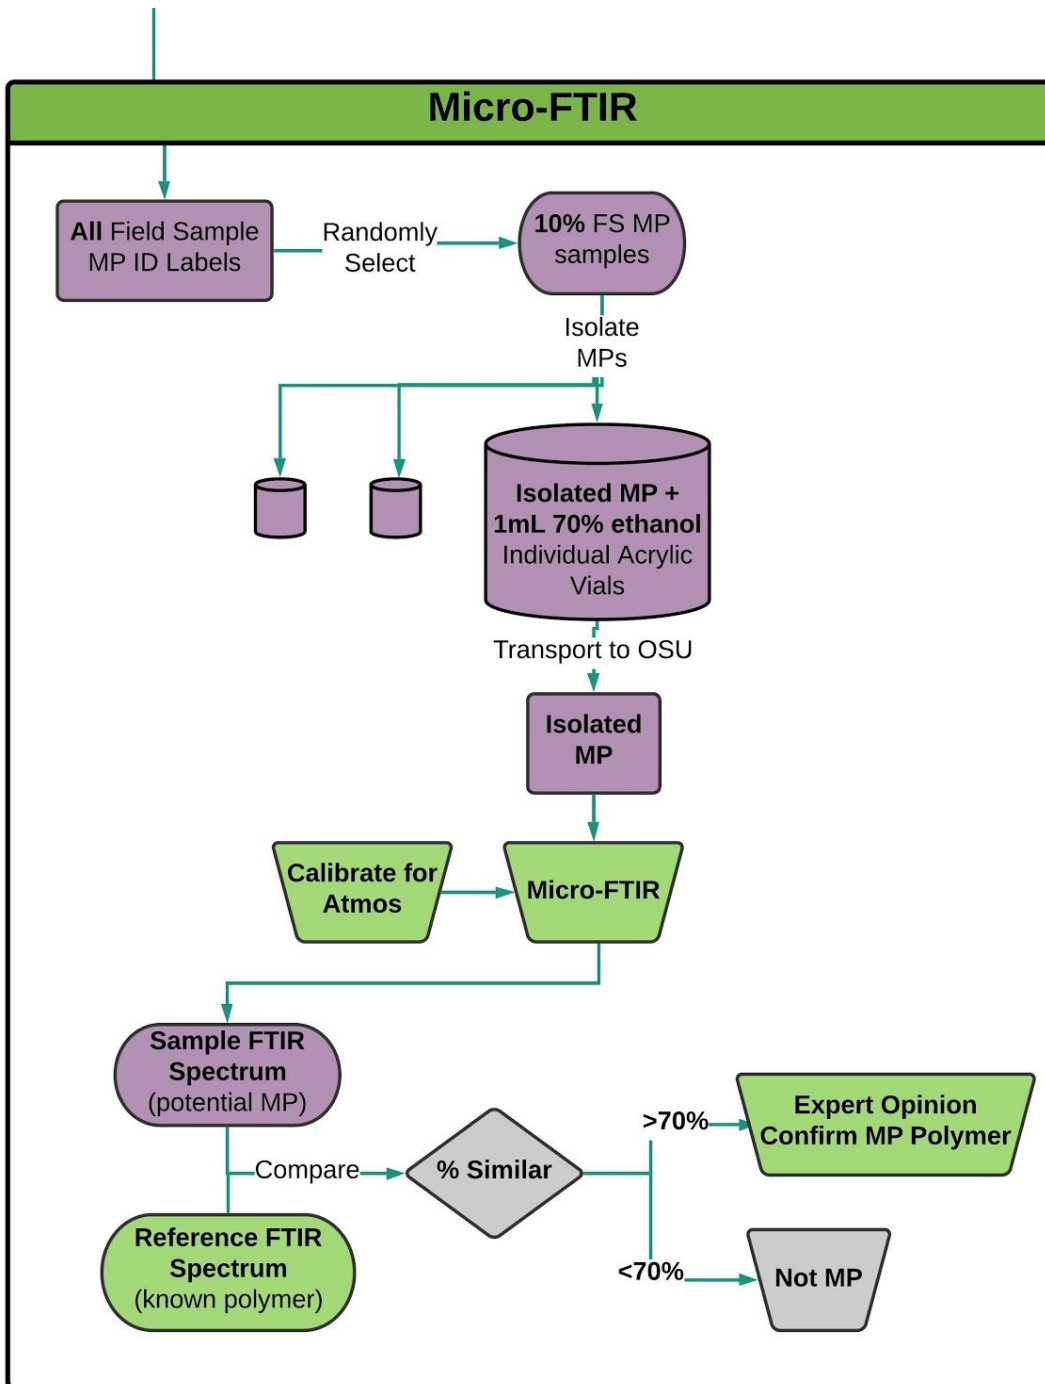 Micro-FTIR
All Field Sample
MP ID Labels
Randomly
Select
10% FS MP
samples
Isolate
MPs
Isolated MP +
1mL 70% ethanol
Individual Acrylic
Vials
Transport to OSU
Isolated
MP
Calibrate for
Atmos
Micro-FTIR
Sample FTIR
Spectrum
(potential MP)
Compare
Reference FTIR
Spectrum
(known polymer)
% Similar
>70%
Expert Opinion
Confirm MP Polymer
<70%
Not MP